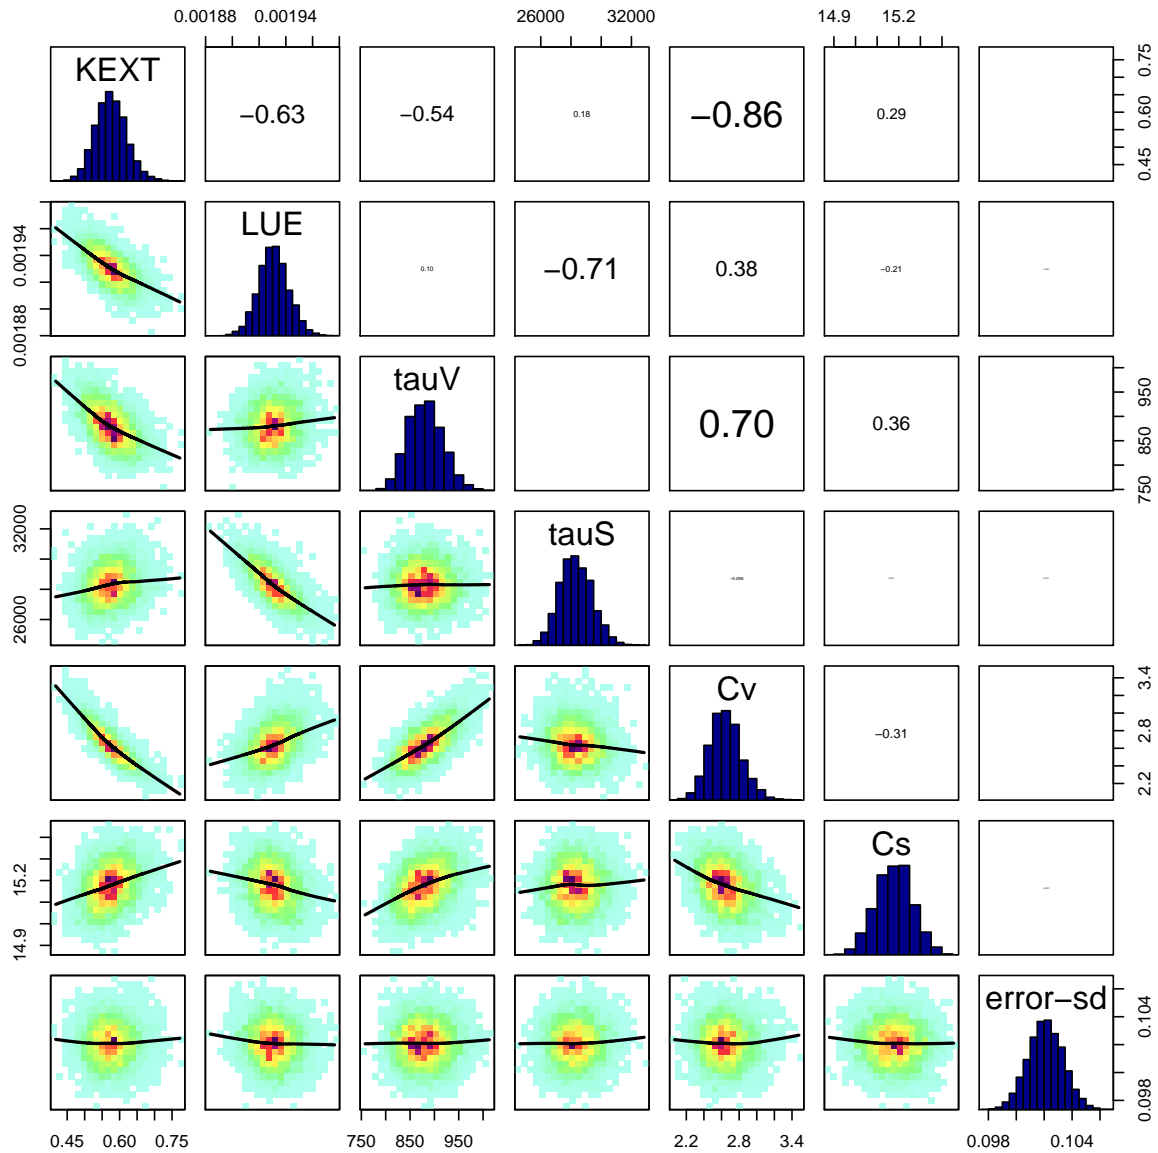 0.00188 0.00194 26000 32000 14.9 15.2
KEXT −0.63 −0.54 0.18 −0.86 0.29 0.45 0.60 0.75
0.00188 0.00194 LUE 0.10 −0.71 0.38 −0.21
tauV 0.70 0.36 750 850 950
26000 32000 tauS
Cv −0.31 2.2 2.8 3.4
14.9 15.2 Cs
error−sd 0.098 0.104
0.45 0.60 0.75 750 850 950 2.2 2.8 3.4 0.098 0.104